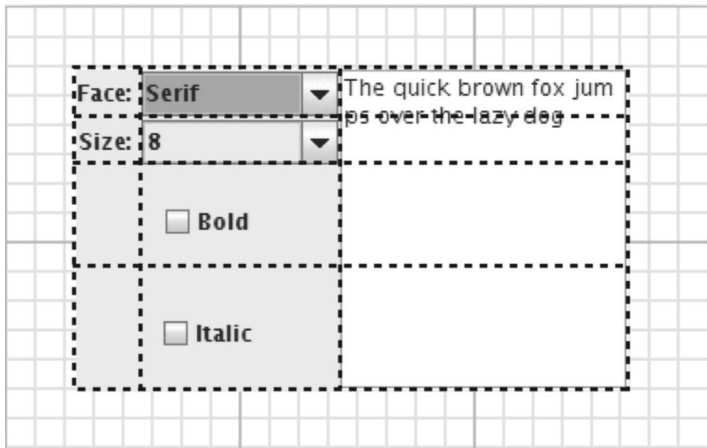 Face: Serif
The quick brown fox jum
ps over the lazy dog
Size: 8
Bold
Italic